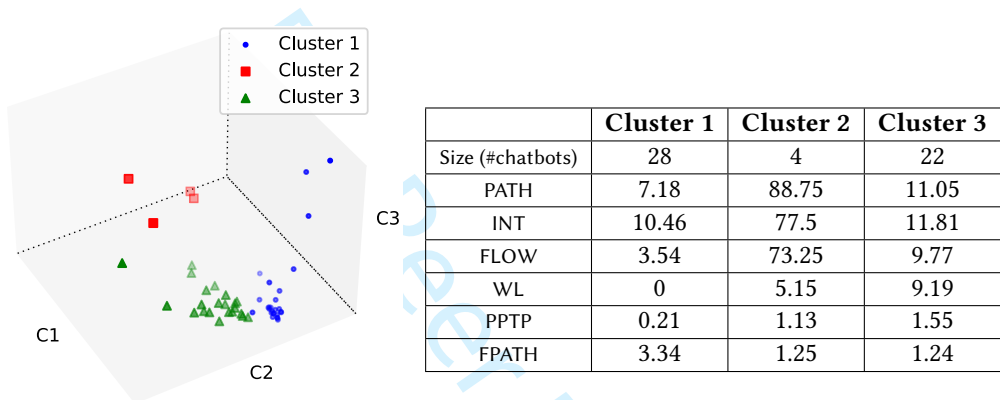 Cluster 1
Cluster 2
Cluster 3
C1
C2
C3
Cluster 1 Cluster 2 Cluster 3
Size (#chatbots) 28 4 22
PATH 7.18 88.75 11.05
INT 10.46 77.5 11.81
FLOW 3.54 73.25 9.77
WL 0 5.15 9.19
PPTP 0.21 1.13 1.55
FPATH 3.34 1.25 1.24